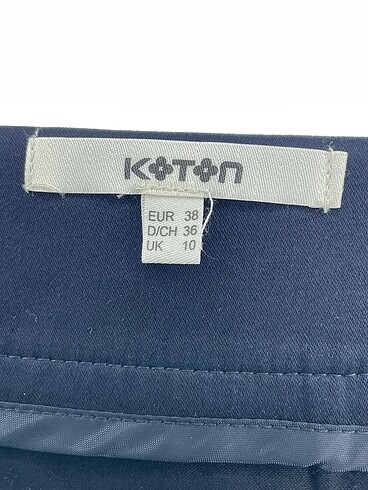 KOTON
EUR 38
D/CH 36
UK 10